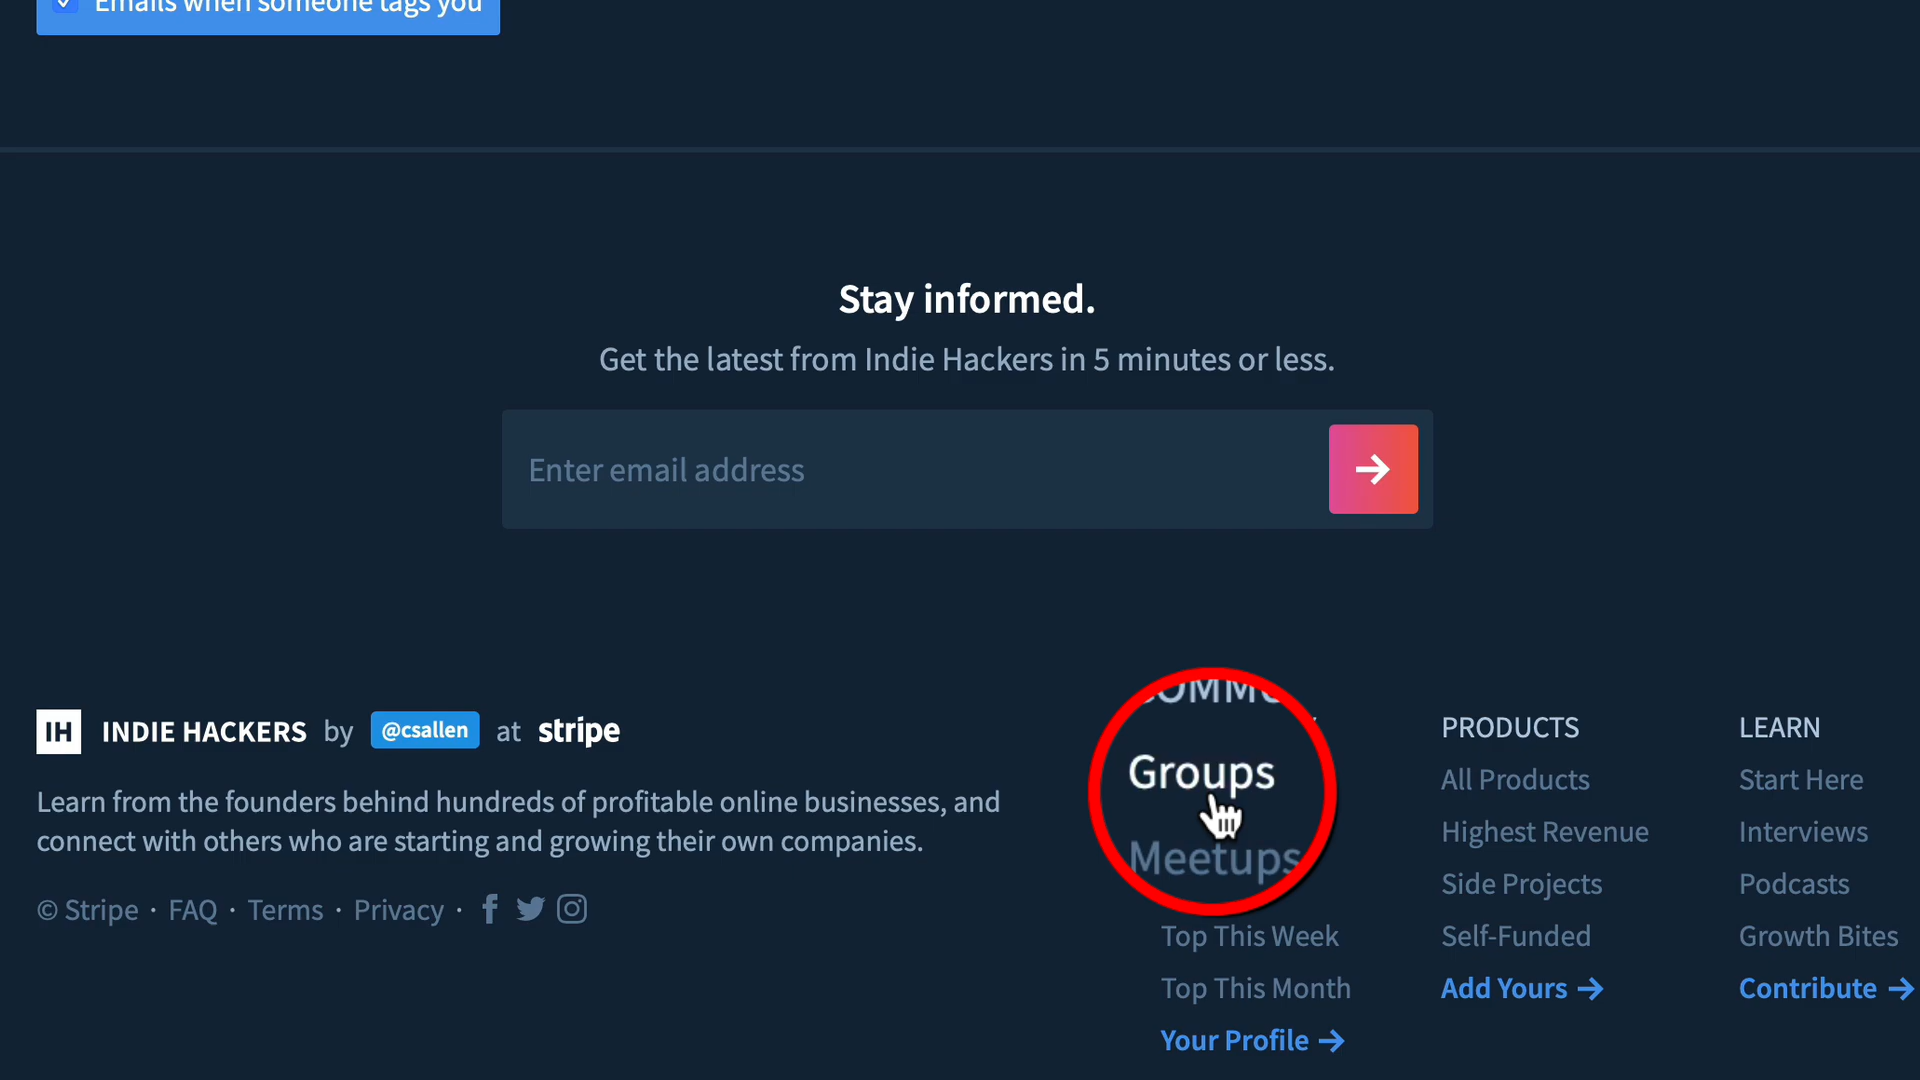 Emails when someone tags you
Stay informed.
Get the latest from Indie Hackers in 5 minutes or less.
Enter email address
IH INDIE HACKERS by @csallen at stripe
Learn from the founders behind hundreds of profitable online businesses, and
connect with others who are starting and growing their own companies.
© Stripe · FAQ · Terms · Privacy ·
Groups
Meetups
Top This Week
Top This Month
Your Profile →
PRODUCTS
All Products
Highest Revenue
Side Projects
Self-Funded
Add Yours →
LEARN
Start Here
Interviews
Podcasts
Growth Bites
Contribute →